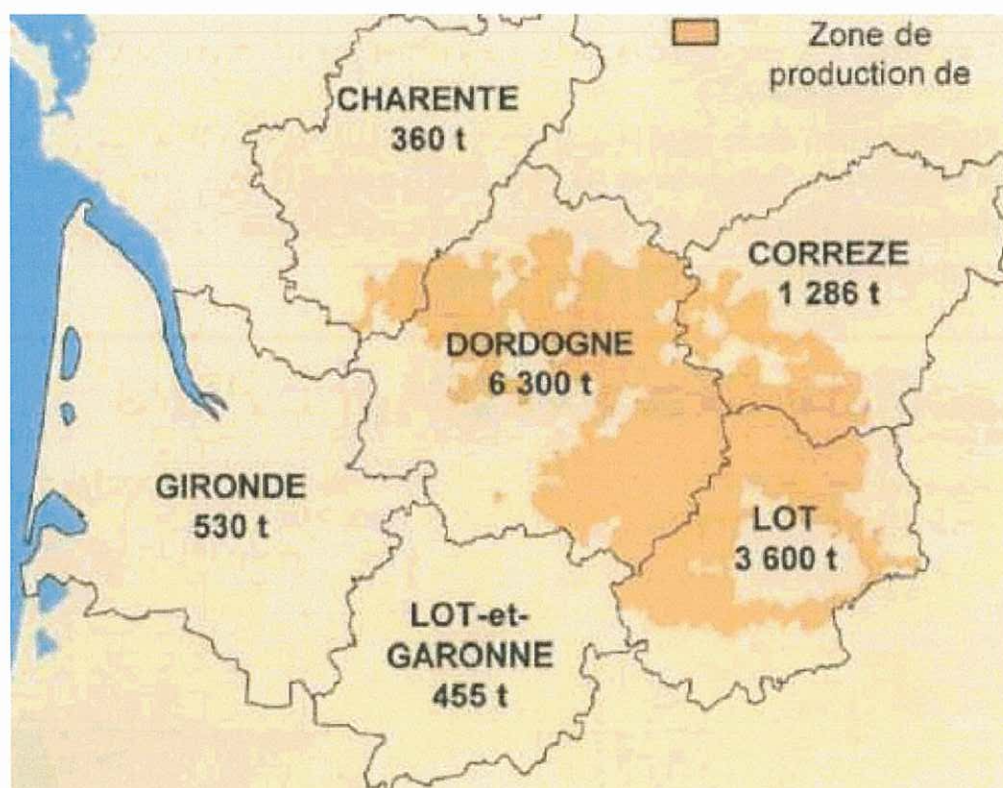 Zone de
production de
CHARENTE
360 t
CORREZE
1 286 t
DORDOGNE
6 300 t
GIRONDE
530 t
LOT
3 600 t
LOT-et-
GARONNE
455 t